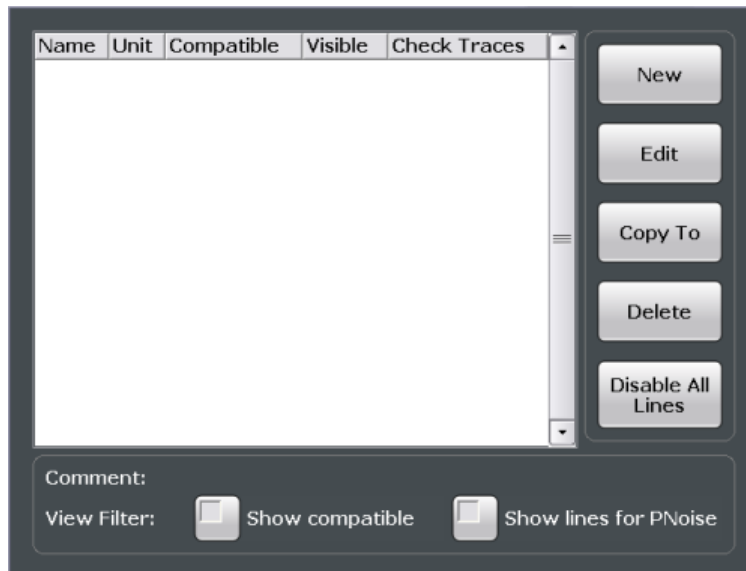 Name Unit Compatible Visible Check Traces
New
Edit
Copy To
Delete
Disable All
Lines
Comment:
View Filter: Show compatible Show lines for PNoise